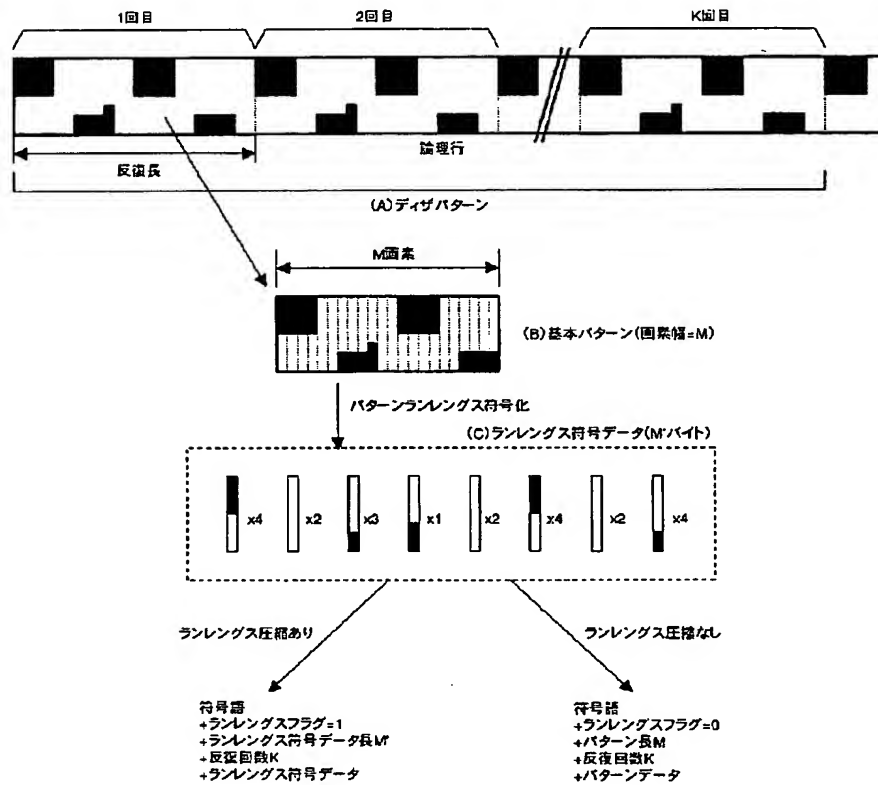 1回目
2回目
K回目
反復長
論理行
(A)ディザパターン
M画素
(B)基本パターン(画素幅=M)
パターンランレングス符号化
(C)ランレングス符号データ(M'バイト)
x4
x2
x3
x1
x2
x4
x2
x4
ランレングス圧縮あり
ランレングス圧縮なし
符号語
+ランレングスフラグ=1
+ランレングス符号データ長M'
+反復回数K
+ランレングス符号データ
符号語
+ランレングスフラグ=0
+パターン長M
+反復回数K
+パターンデータ